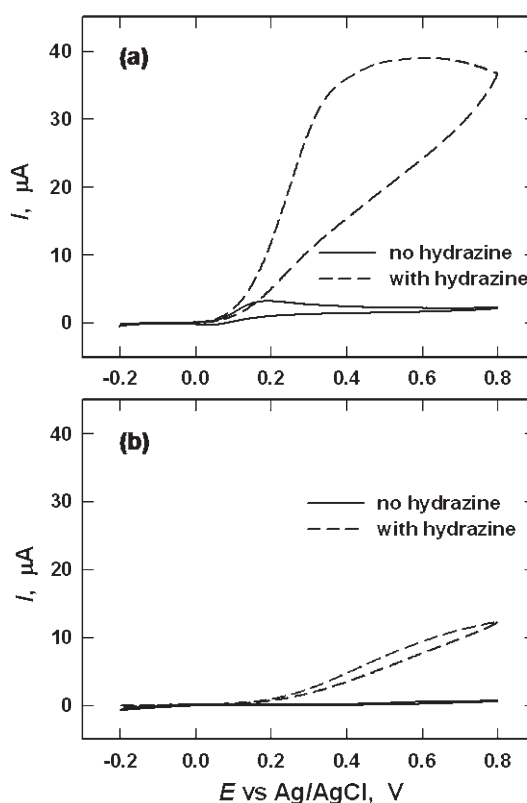 (a)
40
30
20
10
0
I, μA
no hydrazine
with hydrazine
-0.2 0.0 0.2 0.4 0.6 0.8
(b)
40
30
20
10
0
I, μA
no hydrazine
with hydrazine
-0.2 0.0 0.2 0.4 0.6 0.8
E vs Ag/AgCl, V